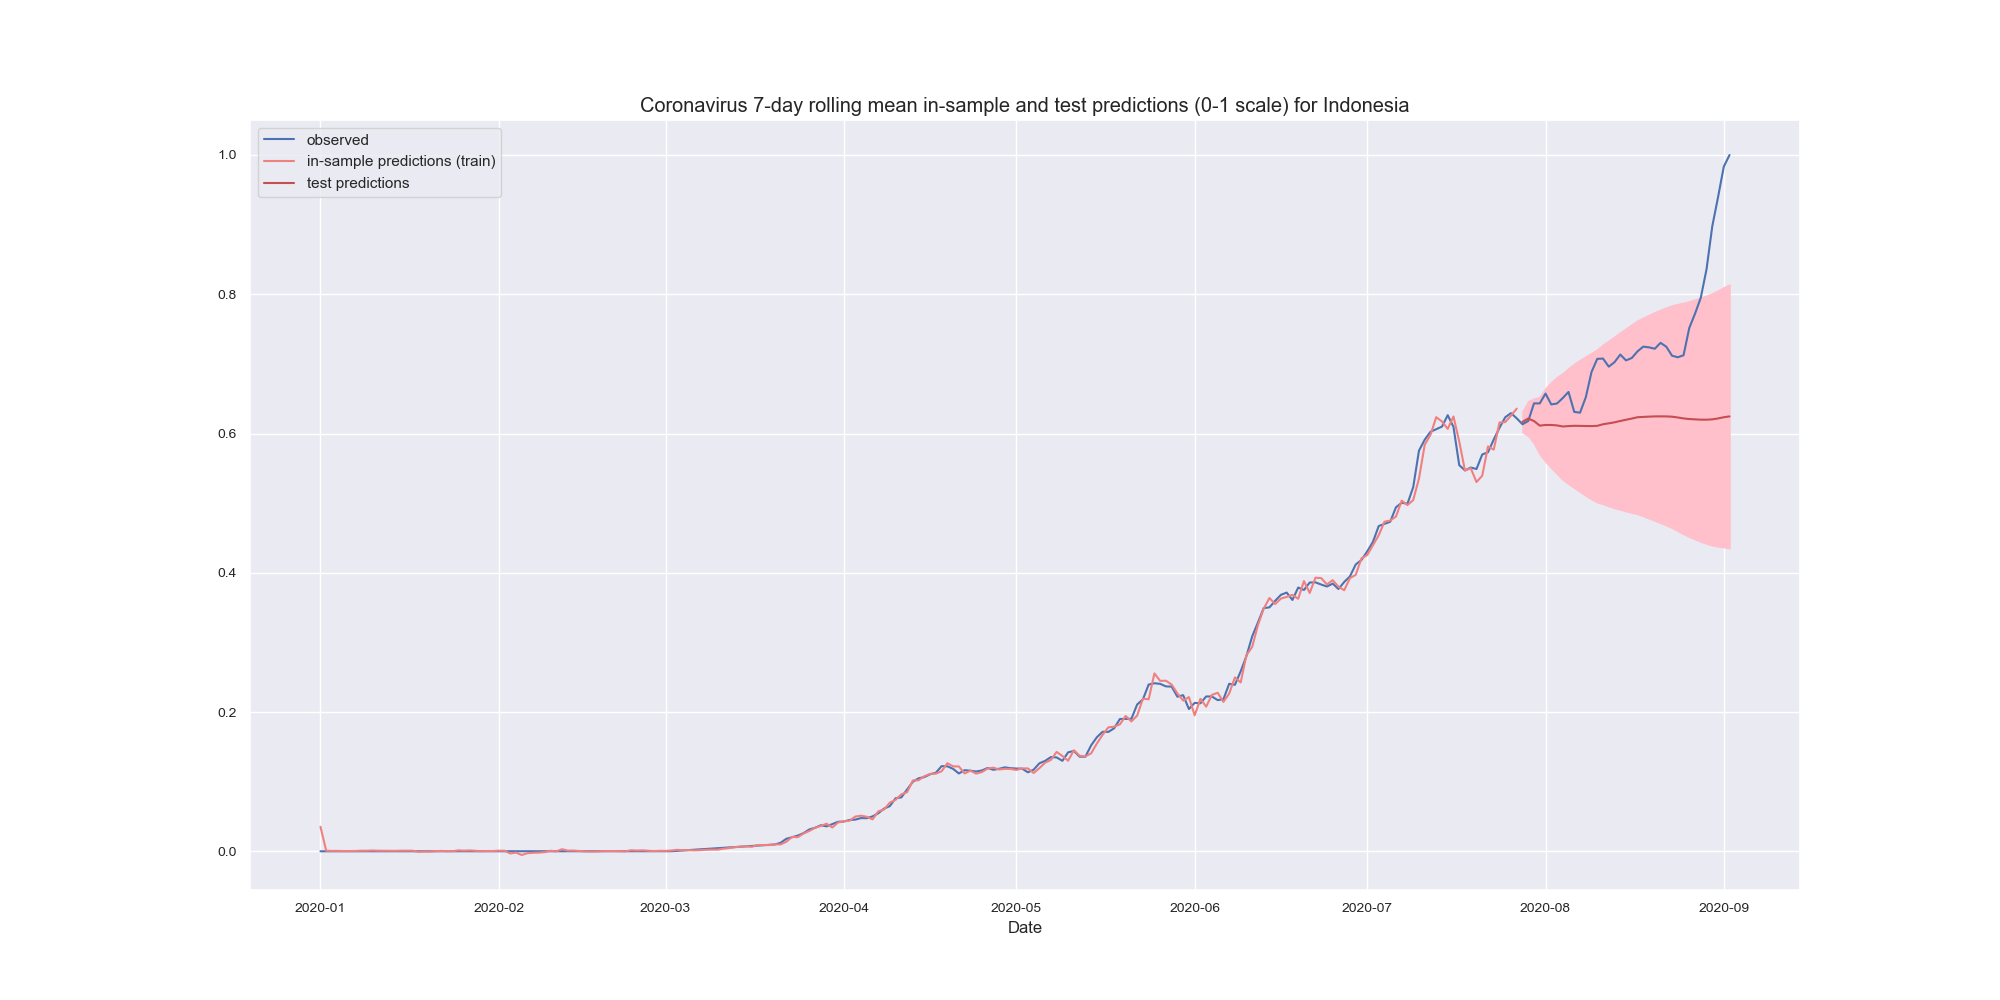 Coronavirus 7-day rolling mean in-sample and test predictions (0-1 scale) for Indonesia
observed
in-sample predictions (train)
test predictions
1.0
0.8
0.6
0.4
0.2
0.0
2020-01 2020-02 2020-03 2020-04 2020-05 2020-06 2020-07 2020-08 2020-09
Date